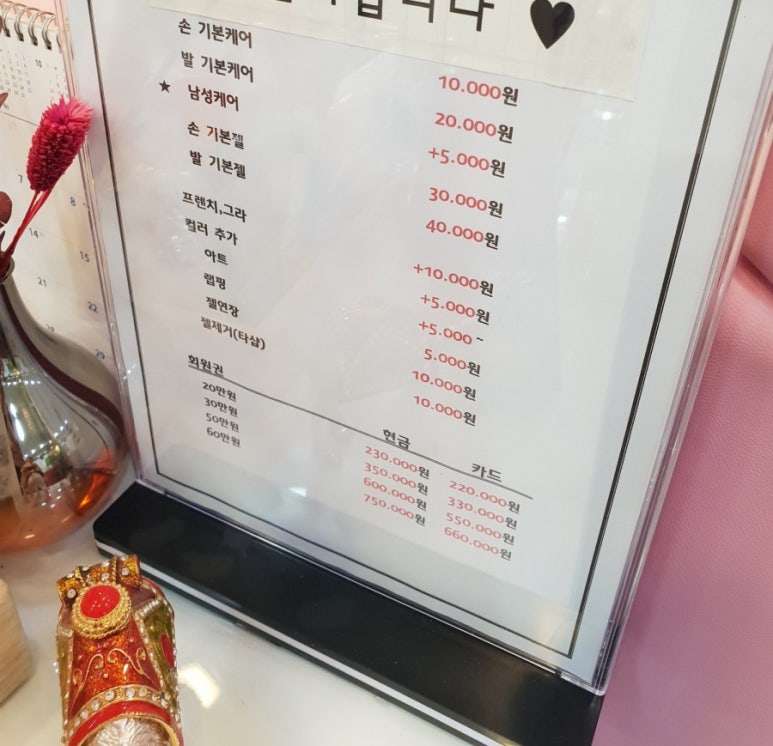 손 기본케어 10.000원
발 기본케어 20.000원
★ 남성케어 +5.000원
손 기본젤 30.000원
발 기본젤 40.000원
프렌치,그라 +10.000원
컬러 추가 +5.000원
아트 +5.000~
랩핑 5.000원
젤연장 10.000원
젤제거(타샵) 10.000원
회원권 현금 카드
20만원 230.000원 220.000원
30만원 350.000원 330.000원
50만원 600.000원 550.000원
60만원 750.000원 660.000원
10
7
8
14
15
21
22
29